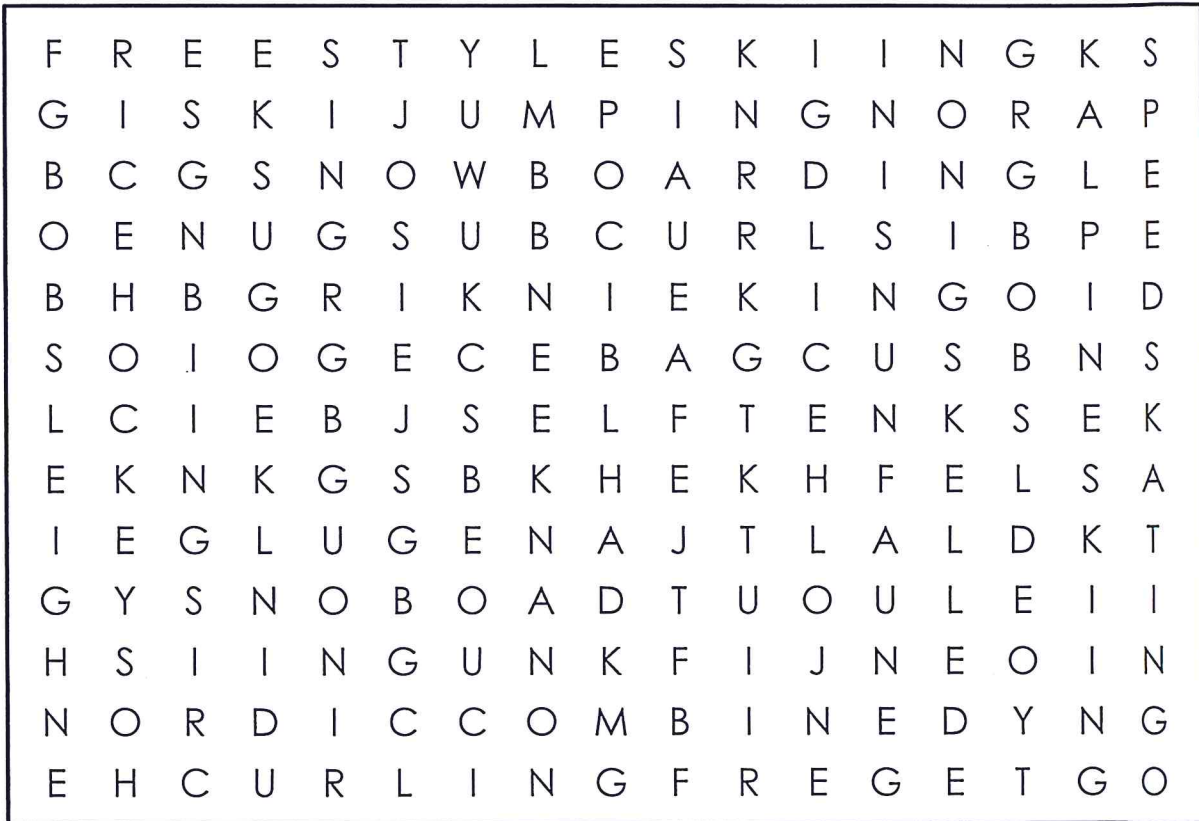 F R E E S T Y L E S K I I N G K S
G I S K I J U M P I N G N O R A P
B C G S N O W B O A R D I N G L E
O E N U G S U B C U R L S I B P E
B H B G R I K N I E K I N G O I D
S O I O G E C E B A G C U S B N S
L C I E B J S E L F T E N K S E K
E K N K G S B K H E K H F E L S A
I E G L U G E N A J T L A L D K T
G Y S N O B O A D T U O U L E I I
H S I I N G U N K F I J N E O I N
N O R D I C C O M B I N E D Y N G
E H C U R L I N G F R E G E T G O